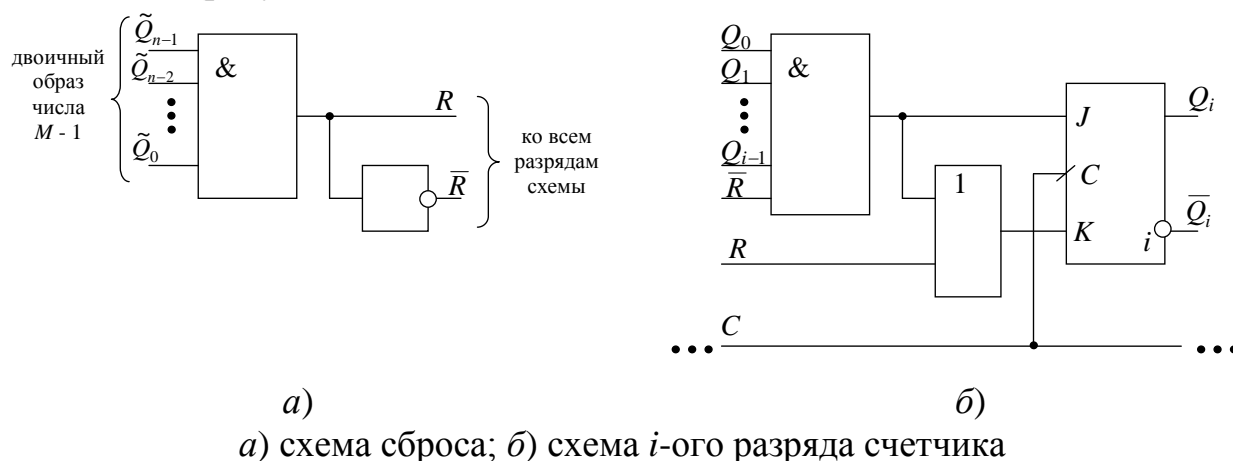 двоичный
образ
числа
M - 1
Q̃ₙ₋₁
Q̃ₙ₋₂
Q̃₀
&
R
R̅
ко всем
разрядам
схемы
Q₀
Q₁
Qᵢ₋₁
R̅
R
C
&
1
J
C
K
i
Qᵢ
Q̅ᵢ
а)
б)
а) схема сброса; б) схема i-ого разряда счетчика